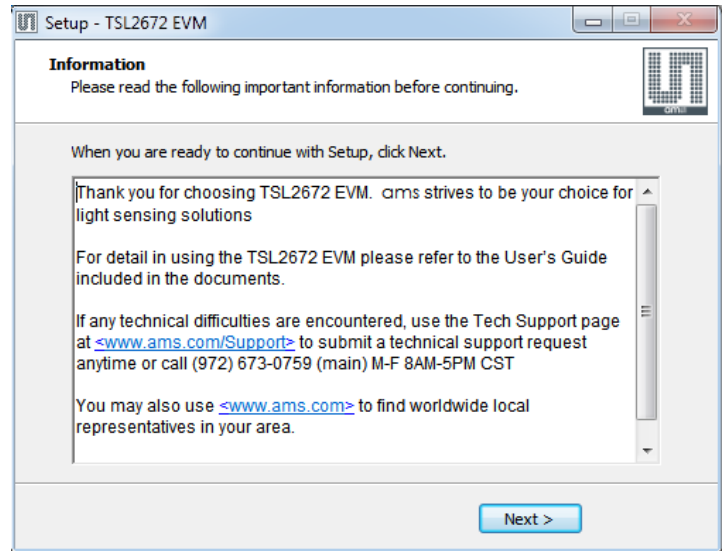 Setup - TSL2672 EVM
Information
Please read the following important information before continuing.
ams
When you are ready to continue with Setup, click Next.
Thank you for choosing TSL2672 EVM. ams strives to be your choice for
light sensing solutions
For detail in using the TSL2672 EVM please refer to the User's Guide
included in the documents.
If any technical difficulties are encountered, use the Tech Support page
at <www.ams.com/Support> to submit a technical support request
anytime or call (972) 673-0759 (main) M-F 8AM-5PM CST
You may also use <www.ams.com> to find worldwide local
representatives in your area.
Next >